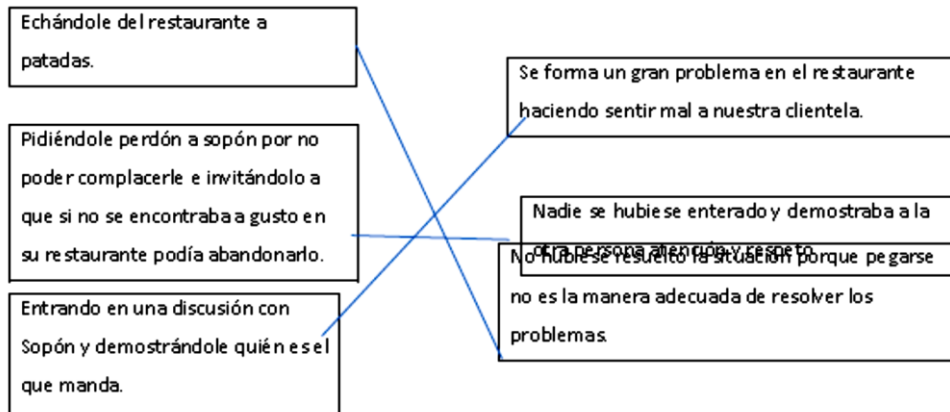 Echándole del restaurante a
patadas.
Pidiéndole perdón a sopón por no
poder complacerle e invitándolo a
que si no se encontraba a gusto en
su restaurante podía abandonarlo.
Entrando en una discusión con
Sopón y demostrándole quién es el
que manda.
Se forma un gran problema en el restaurante
haciendo sentir mal a nuestra clientela.
Nadie se hubiese enterado y demostraba a la
otra persona atención y respeto
No hubiese resuelto la situación porque pegarse
no es la manera adecuada de resolver los
problemas.